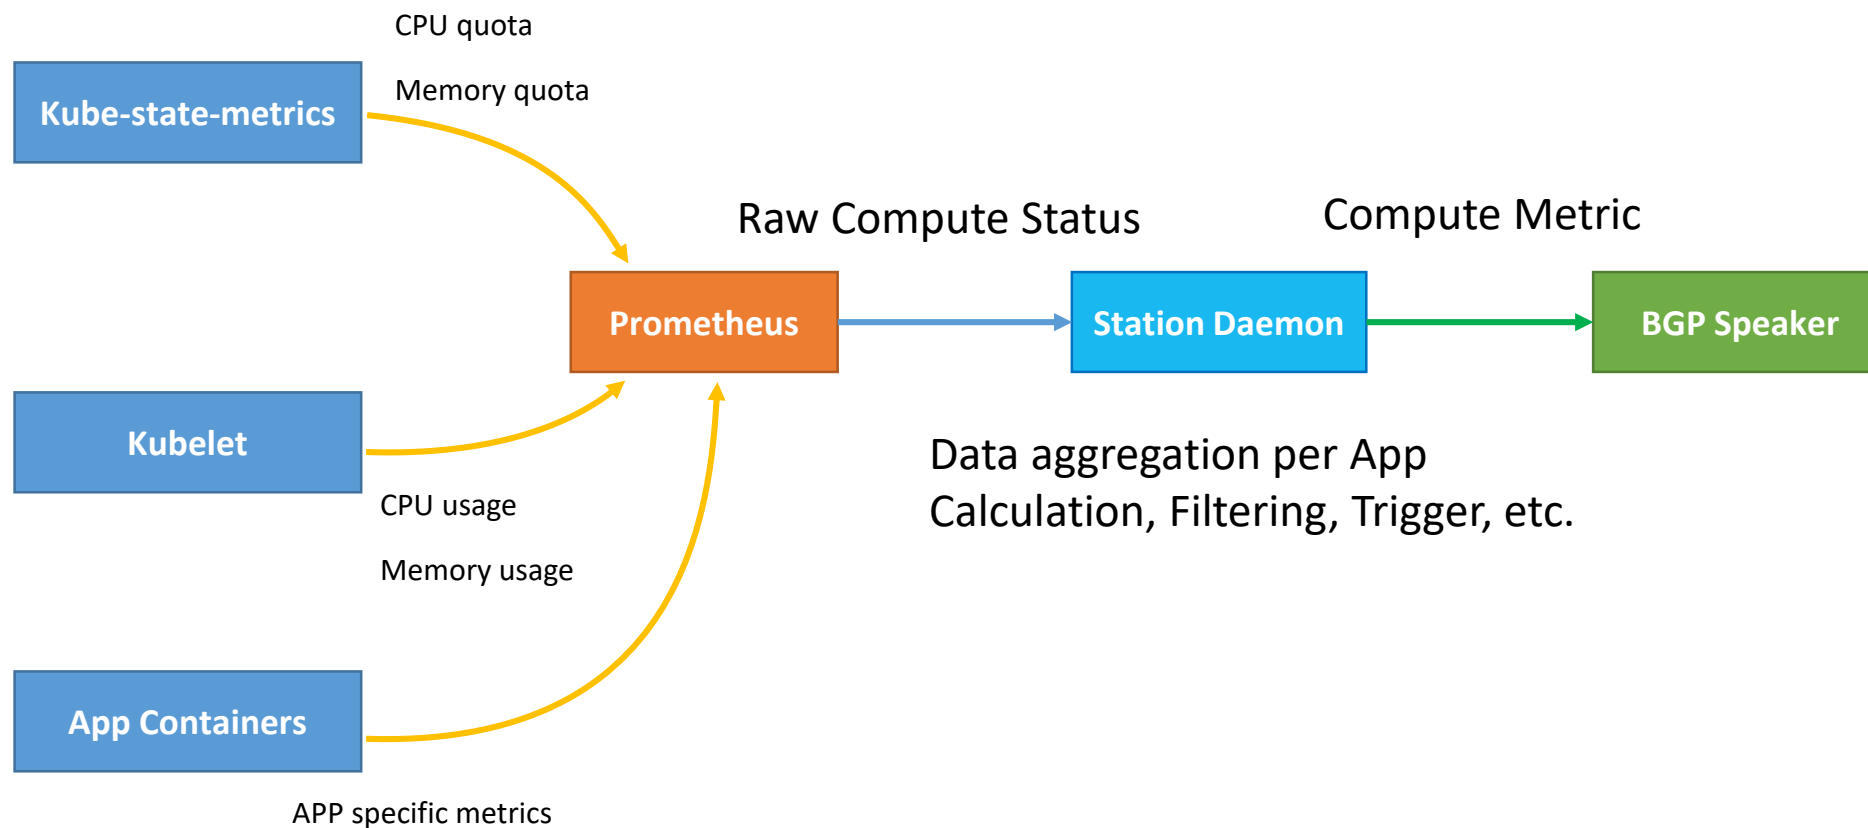 CPU quota
Memory quota
Kube-state-metrics
Raw Compute Status
Compute Metric
Prometheus
Station Daemon
BGP Speaker
Kubelet
CPU usage
Memory usage
Data aggregation per App
Calculation, Filtering, Trigger, etc.
App Containers
APP specific metrics